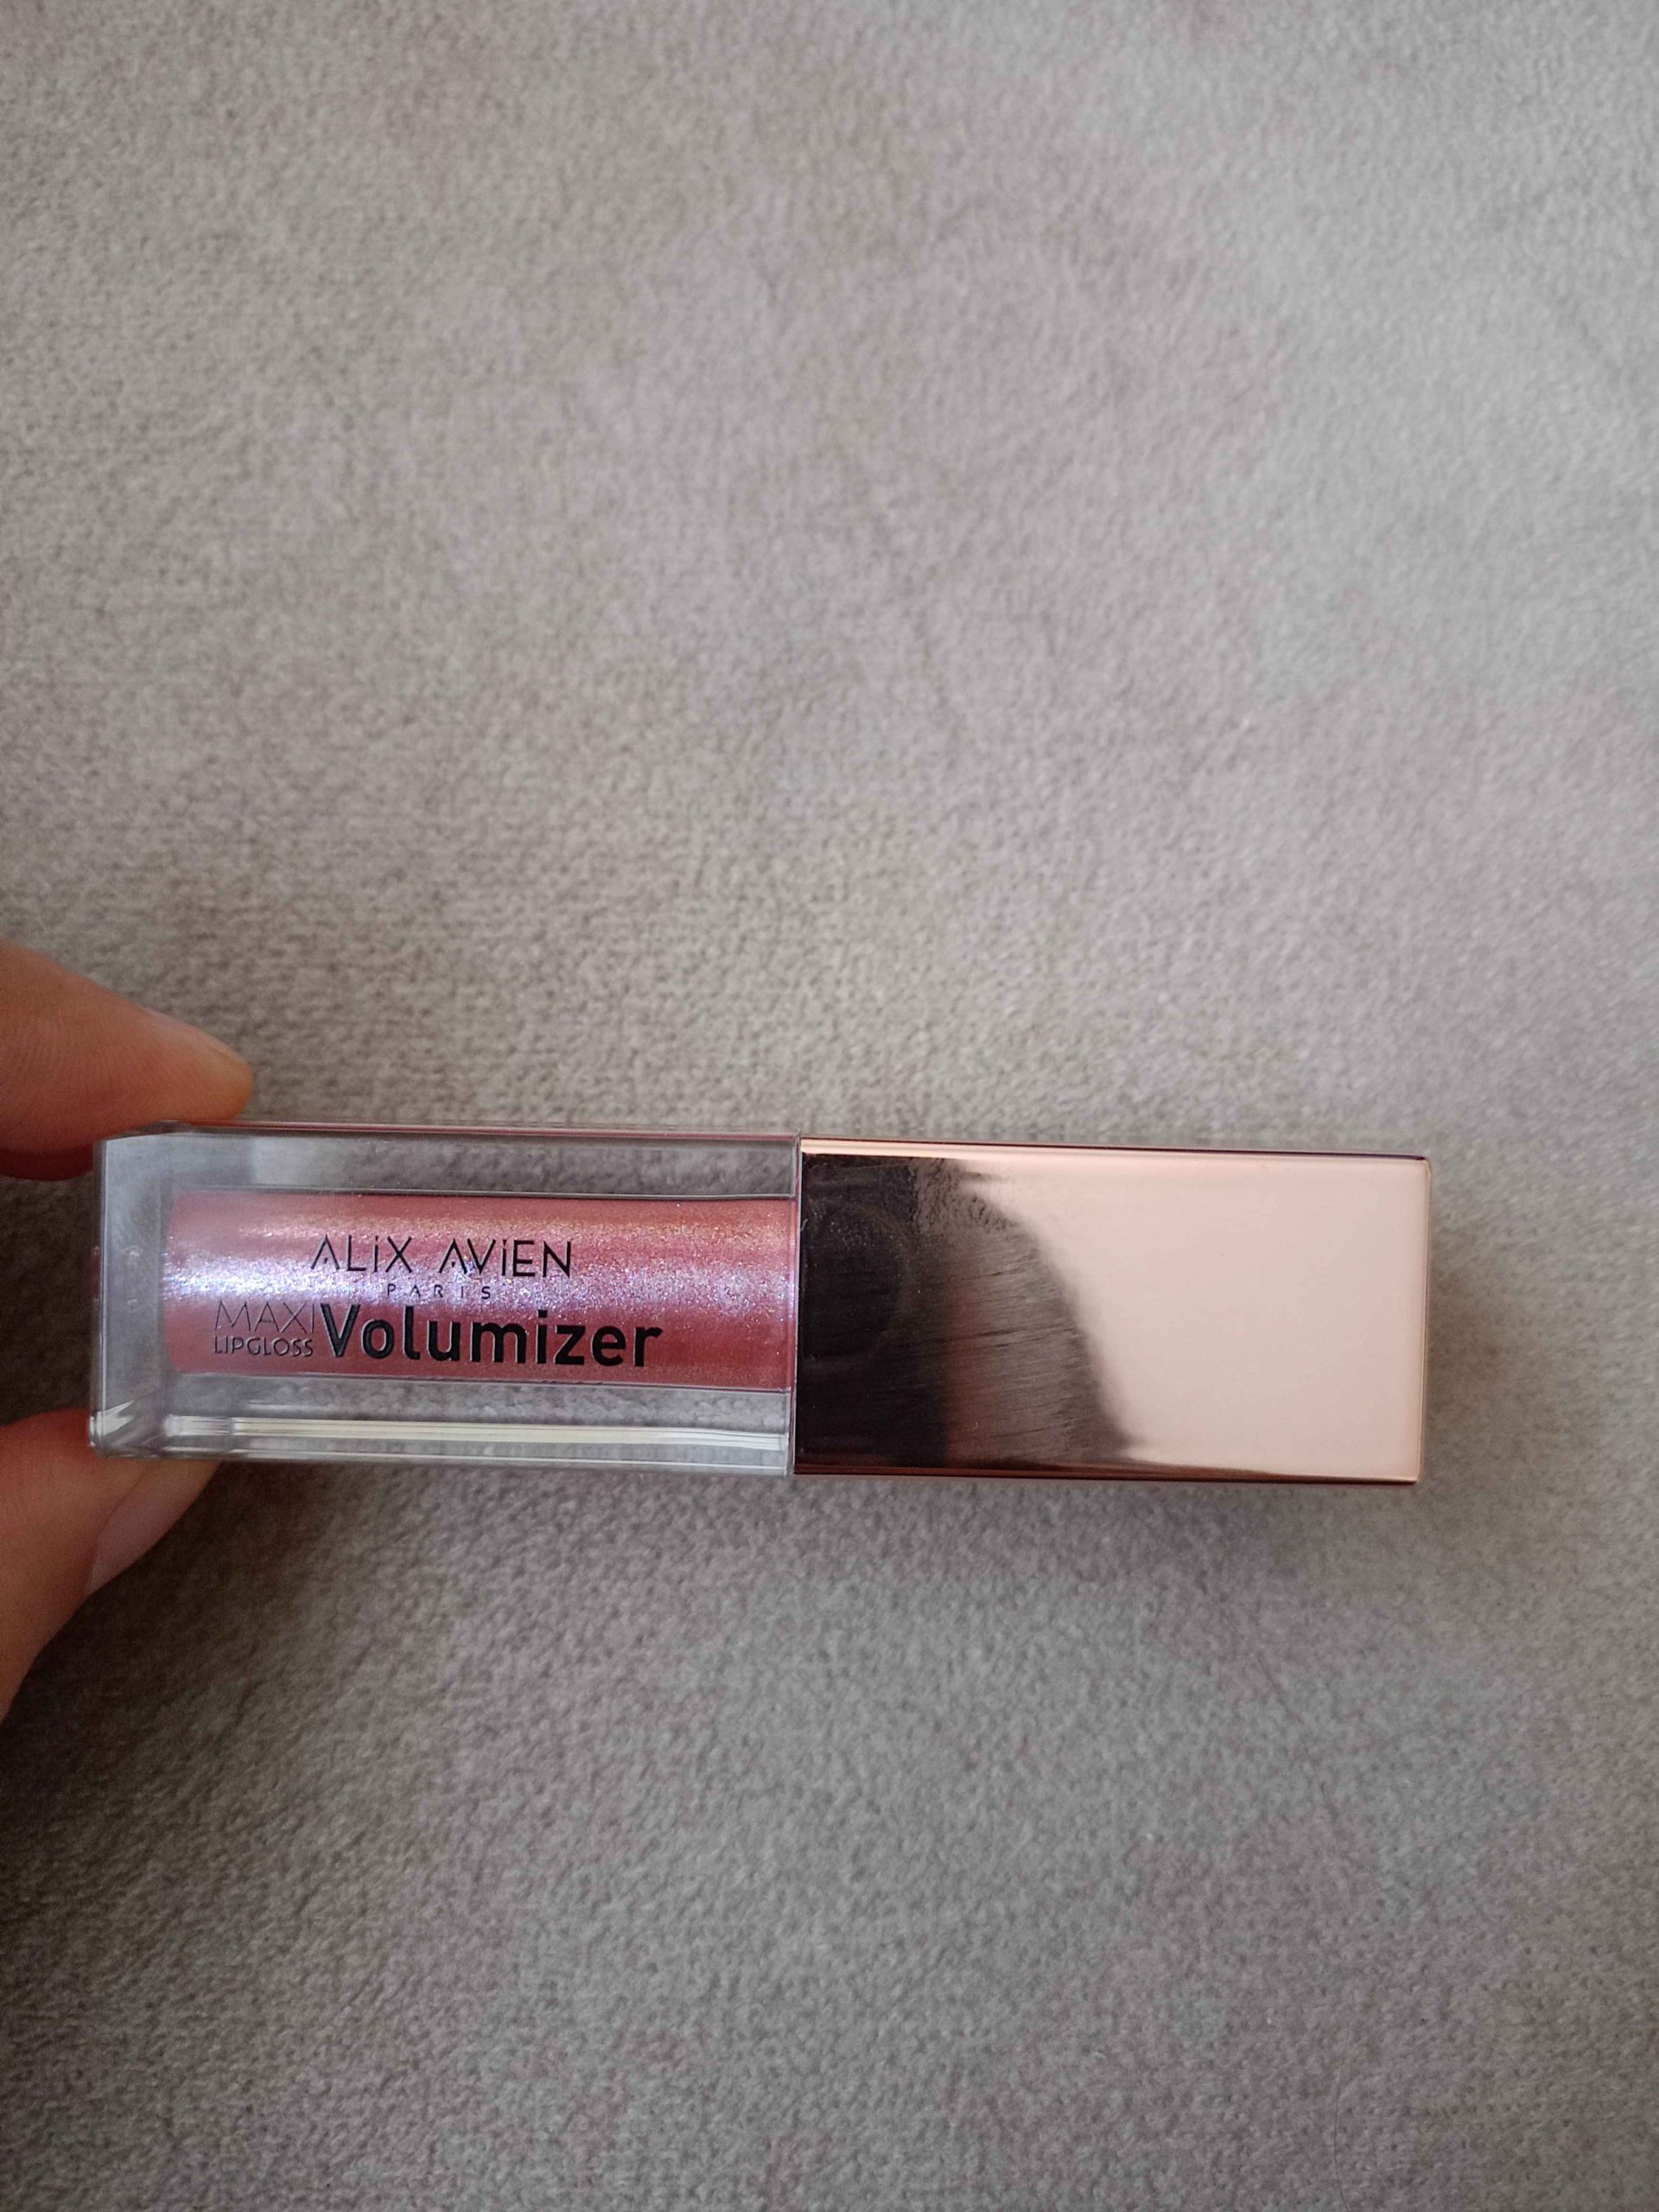 ALiX AViEN
PARIS
MAXI Volumizer
LIPGLOSS